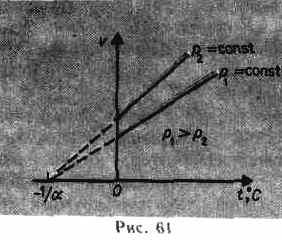 V
p₂ = const
p₁ = const
p₁ > p₂
-1/α
0
t,°C
Рис. 61